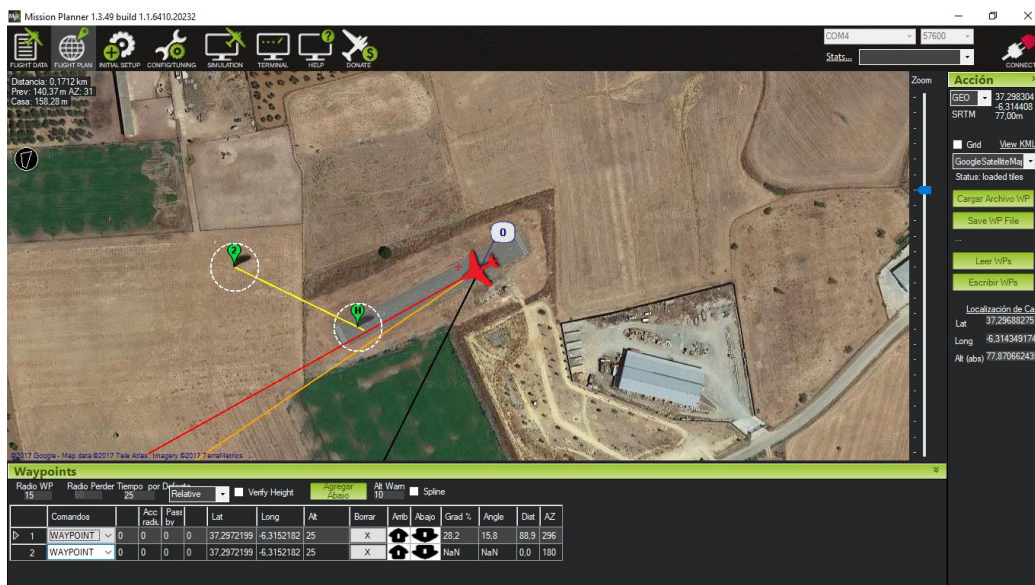 Mission Planner 1.3.49 build 1.1.6410.20232
FLIGHT DATA FLIGHT PLAN INITIAL SETUP CONFIG/TUNING SIMULATION TERMINAL HELP DONATE
COM4 57600
Stats...
CONNECT
Distancia: 0,1712 km
Prev: 140,37 m AZ: 31
Casa: 158,28 m
Zoom
Acción
GEO 37,298304
-6,314408
SRTM 77,00m
Grid View KML
GoogleSatelliteMap
Status: loaded tiles
Cargar Archivo WP
Save WP File
...
Leer WPs
Escribir WPs
Localización de Ca
Lat 37,29688275
Long -6,314349174
Alt (abs) 77,87066243
0
2
H
©2017 Google - Map data ©2017 Tele Atlas, Imagery ©2017 TerraMetrics
Waypoints
Radio WP Radio Perder Tiempo por Defecto
15 60 25 Relative Verify Height Agregar Abajo Alt Warn 10 Spline
Comandos Acc radiu Pass by Lat Long Alt Borrar Arrib Abajo Grad % Angle Dist AZ
1 WAYPOINT 0 0 0 0 37,2972199 -6,3152182 25 X 28,2 15,8 88,9 296
2 WAYPOINT 0 0 0 0 37,2972199 -6,3152182 25 X NaN NaN 0,0 180